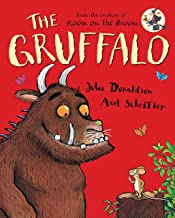 THE
from the creators of
Room on the Broom
GRUFFALO
Julia Donaldson
Axel Scheffler